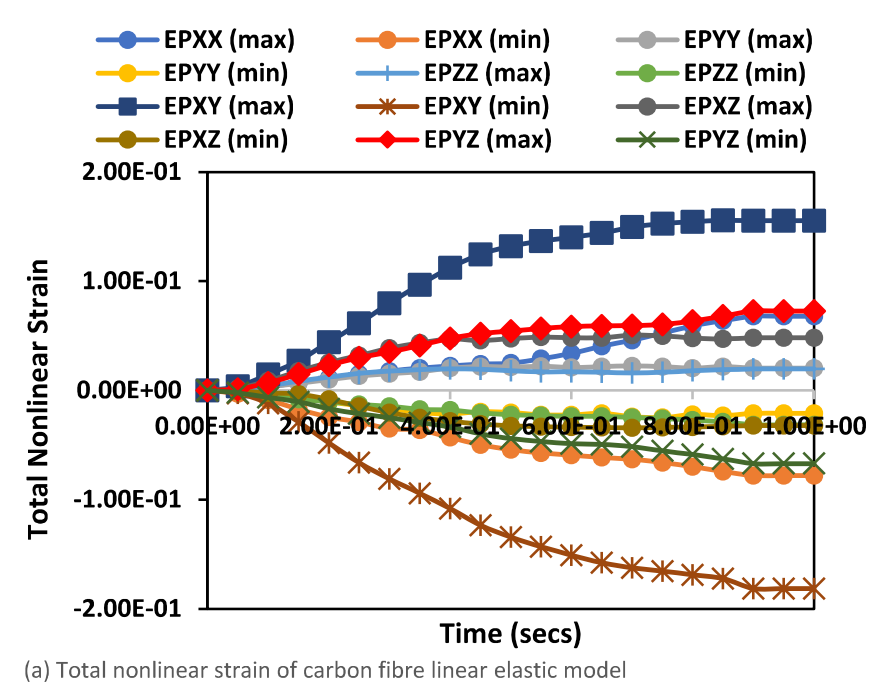 EPXX (max) EPXX (min) EPYY (max)
EPYY (min) EPZZ (max) EPZZ (min)
EPXY (max) EPXY (min) EPXZ (max)
EPXZ (min) EPYZ (max) EPYZ (min)
2.00E-01
1.00E-01
0.00E+00
0.00E+00 2.00E-01 4.00E-01 6.00E-01 8.00E-01 1.00E+00
-1.00E-01
-2.00E-01
Total Nonlinear Strain
Time (secs)
(a) Total nonlinear strain of carbon fibre linear elastic model